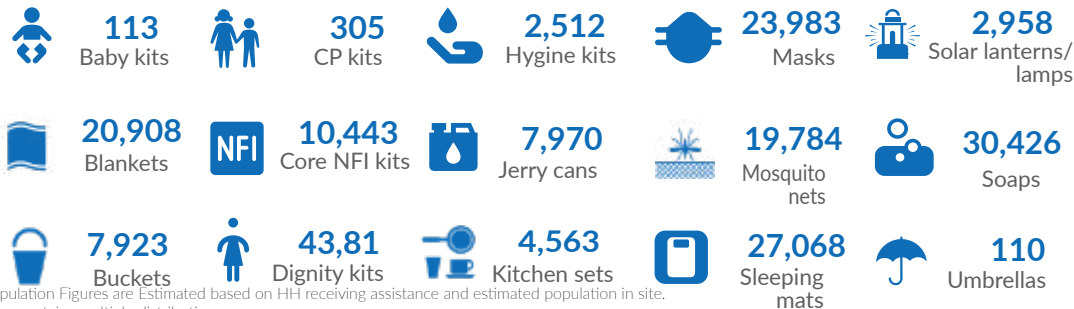 113
Baby kits
305
CP kits
2,512
Hygine kits
23,983
Masks
2,958
Solar lanterns/
lamps
20,908
Blankets
NFI
10,443
Core NFI kits
7,970
Jerry cans
19,784
Mosquito
nets
30,426
Soaps
7,923
Buckets
43,81
Dignity kits
4,563
Kitchen sets
27,068
Sleeping
mats
110
Umbrellas
pulation Figures are Estimated based on HH receiving assistance and estimated population in site.